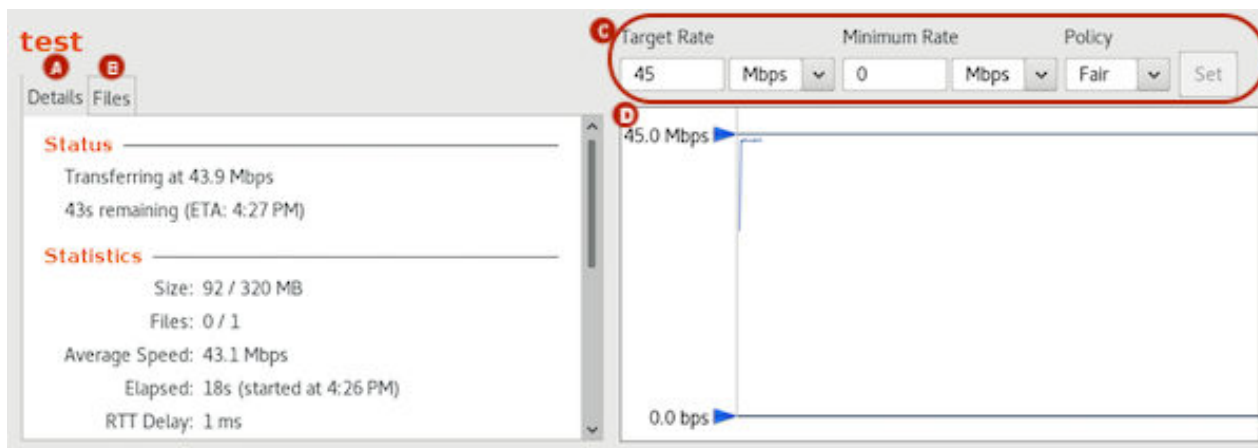 test
A B
Details Files
Status
Transferring at 43.9 Mbps
43s remaining (ETA: 4:27 PM)
Statistics
Size: 92 / 320 MB
Files: 0 / 1
Average Speed: 43.1 Mbps
Elapsed: 18s (started at 4:26 PM)
RTT Delay: 1 ms
C
Target Rate Minimum Rate Policy
45 Mbps 0 Mbps Fair Set
D
45.0 Mbps
0.0 bps